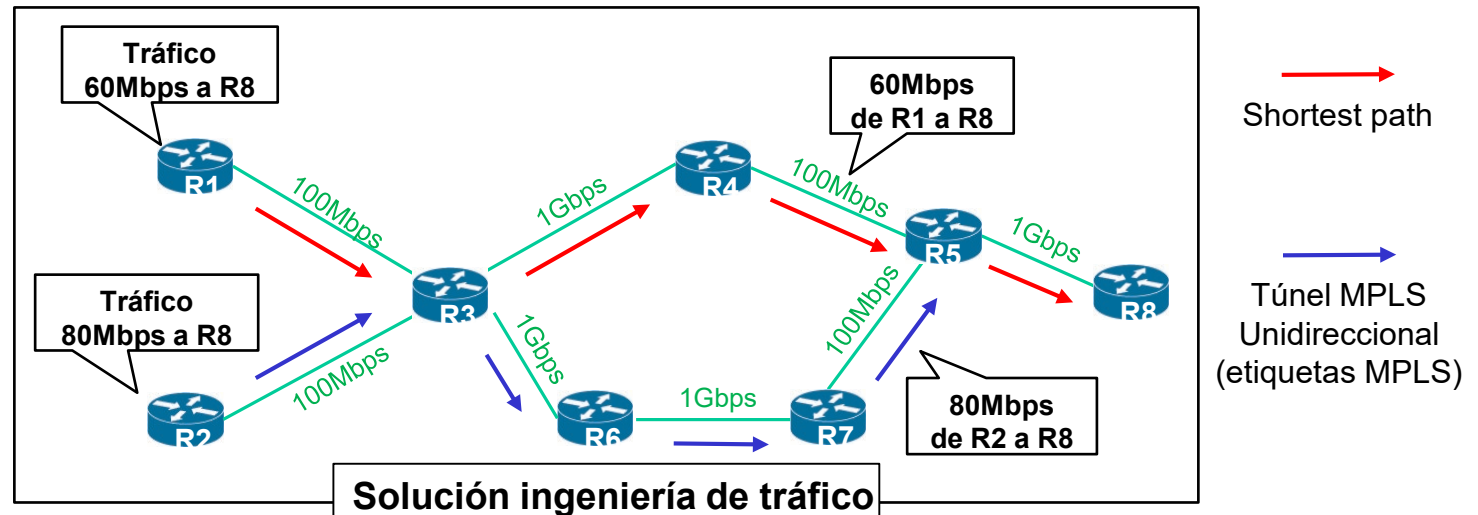 Tráfico
60Mbps a R8
60Mbps
de R1 a R8
Shortest path
R1
R4
100Mbps
1Gbps
100Mbps
R5
1Gbps
R3
R8
Tráfico
80Mbps a R8
100Mbps
1Gbps
100Mbps
Túnel MPLS
Unidireccional
(etiquetas MPLS)
R2
R6
1Gbps
R7
80Mbps
de R2 a R8
Solución ingeniería de tráfico